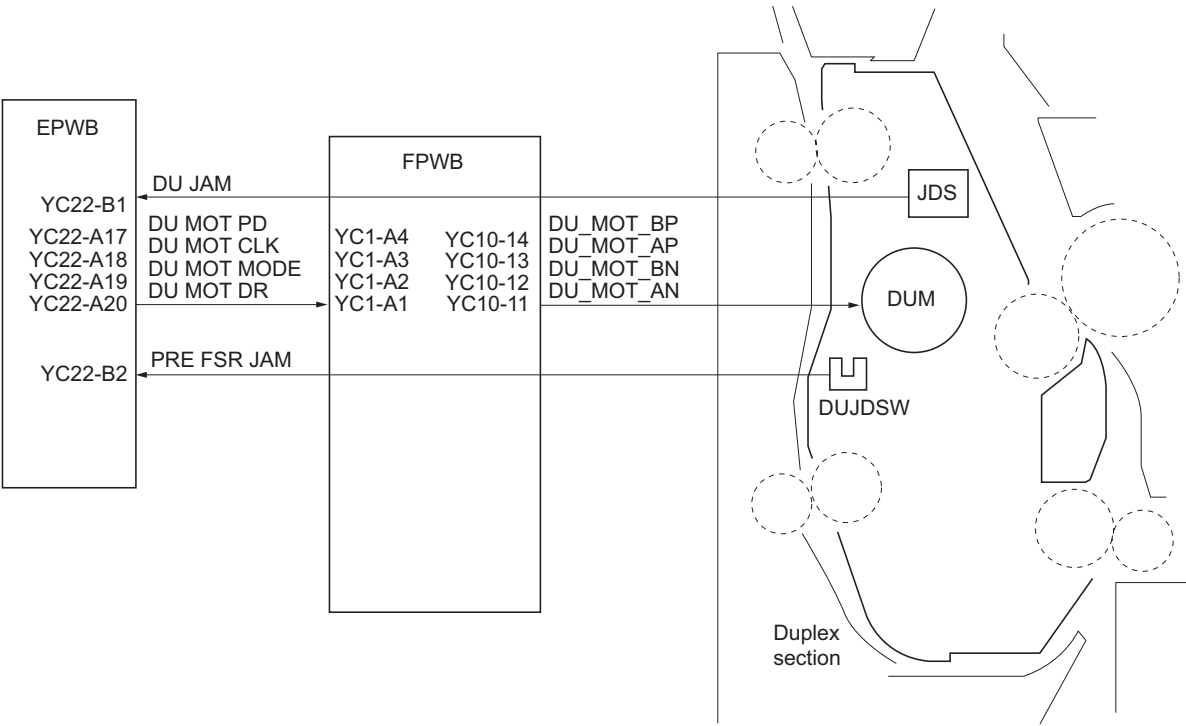 EPWB
FPWB
DU JAM
JDS
YC22-B1
DU MOT PD
DU_MOT_BP
YC22-A17
YC1-A4
YC10-14
DU MOT CLK
DU_MOT_AP
YC22-A18
YC1-A3
YC10-13
DU MOT MODE
DU_MOT_BN
YC22-A19
YC1-A2
YC10-12
DU MOT DR
DU_MOT_AN
YC22-A20
YC1-A1
YC10-11
DUM
PRE FSR JAM
YC22-B2
DUJDSW
Duplex
section